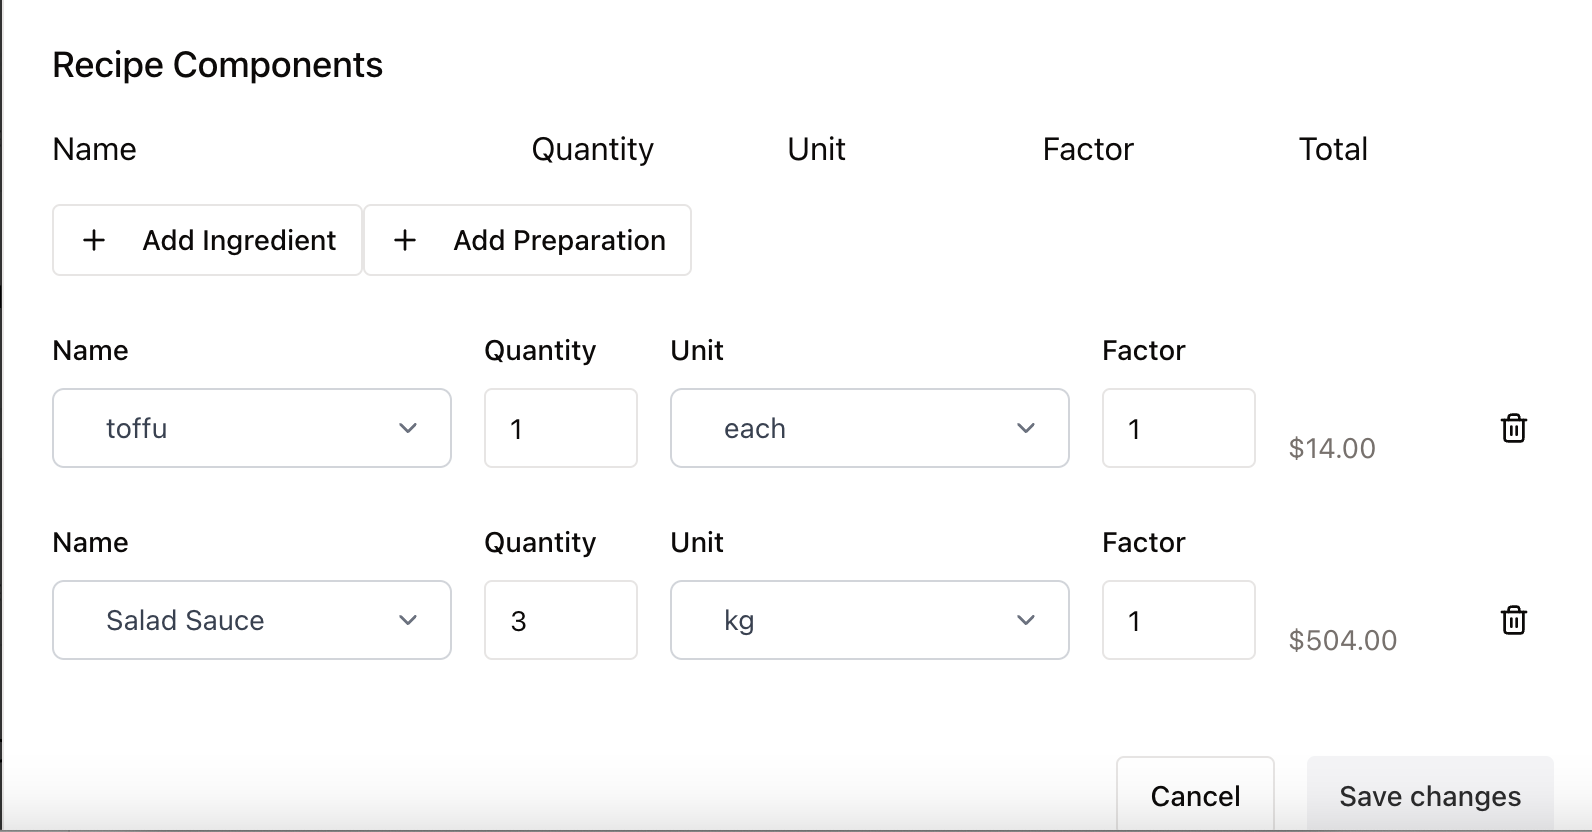 Recipe Components
Name Quantity Unit Factor Total
+ Add Ingredient + Add Preparation
Name Quantity Unit Factor
toffu 1 each 1 $14.00
Name Quantity Unit Factor
Salad Sauce 3 kg 1 $504.00
Cancel Save changes